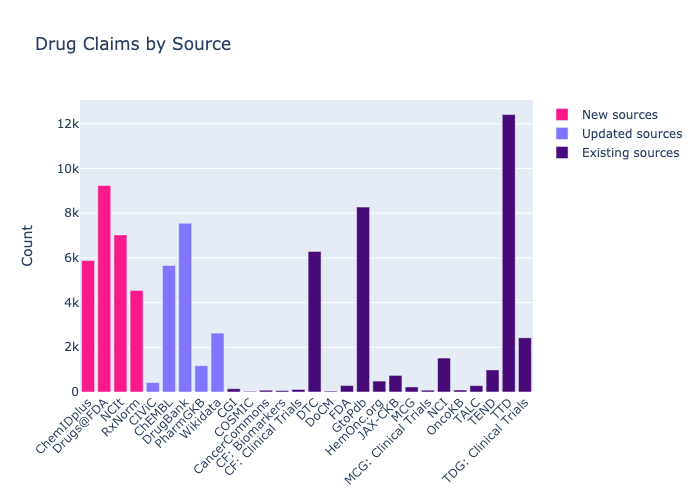 Drug Claims by Source
New sources
Updated sources
Existing sources
Count
12k
10k
8k
6k
4k
2k
0
ChemIDplus
Drugs@FDA
NCIt
RxNorm
CIViC
ChEMBL
DrugBank
PharmGKB
Wikidata
CGI
COSMIC
CancerCommons
CF: Biomarkers
CF: Clinical Trials
DTC
DoCM
FDA
GtoPdb
HemOnc.org
JAX-CKB
MCG
MCG: Clinical Trials
NCI
OncoKB
TALC
TEND
TTD
TDG: Clinical Trials